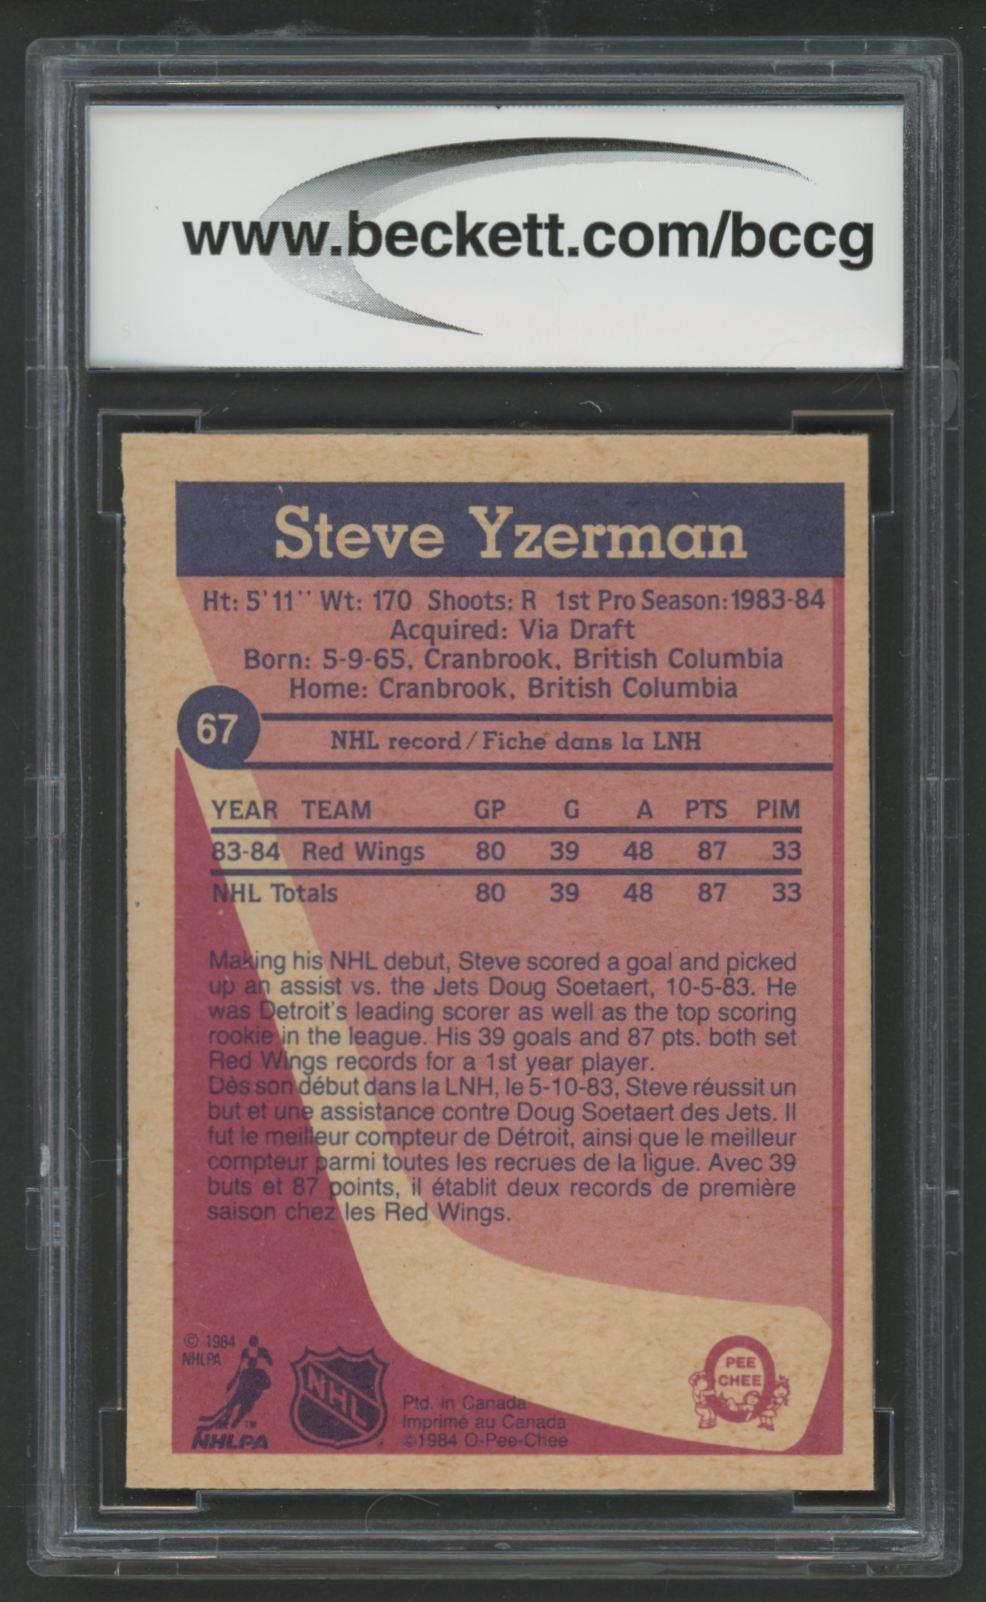 www.beckett.com/bccg
Steve Yzerman
Ht: 5'11'' Wt: 170 Shoots: R 1st Pro Season: 1983-84
Acquired: Via Draft
Born: 5-9-65, Cranbrook, British Columbia
Home: Cranbrook, British Columbia
67
NHL record / Fiche dans la LNH
YEAR TEAM GP G A PTS PIM
83-84 Red Wings 80 39 48 87 33
NHL Totals 80 39 48 87 33
Making his NHL debut, Steve scored a goal and picked
up an assist vs. the Jets Doug Soetaert, 10-5-83. He
was Detroit's leading scorer as well as the top scoring
rookie in the league. His 39 goals and 87 pts. both set
Red Wings records for a 1st year player.
Dès son début dans la LNH, le 5-10-83, Steve réussit un
but et une assistance contre Doug Soetaert des Jets. Il
fut le meilleur compteur de Détroit, ainsi que le meilleur
compteur parmi toutes les recrues de la ligue. Avec 39
buts et 87 points, il établit deux records de première
saison chez les Red Wings.
© 1984
NHLPA
TM
NHLPA
NHL
Ptd. in Canada
Imprimé au Canada
©1984 O-Pee-Chee
O
PEE
CHEE